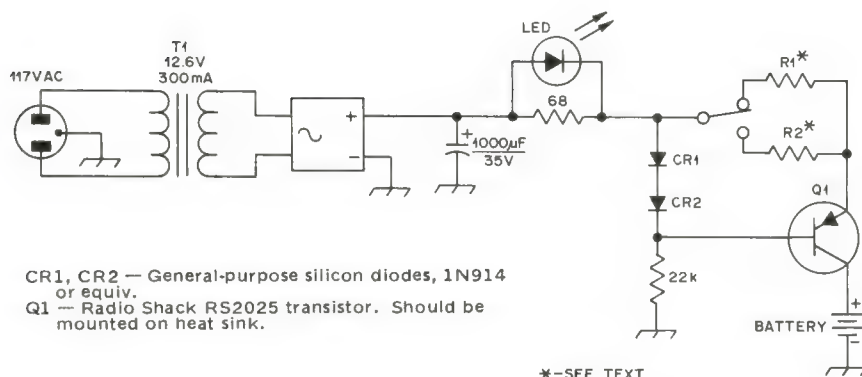 LED
T1
12.6V
300mA
117VAC
R1*
68
+
-
+
1000µF
35V
R2*
CR1
CR2
Q1
22k
CR1, CR2 — General-purpose silicon diodes, 1N914
or equiv.
Q1 — Radio Shack RS2025 transistor. Should be
mounted on heat sink.
+
BATTERY
-
*-SEE TEXT